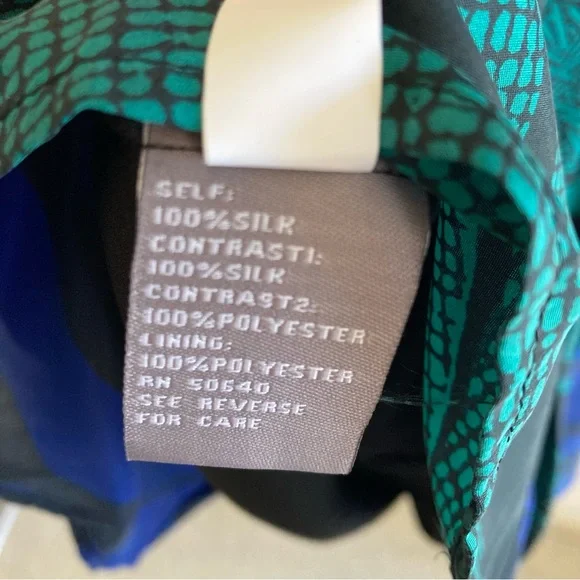 SELF:
100%SILK
CONTRAST1:
100%SILK
CONTRAST2:
100%POLYESTER
LINING:
100%POLYESTER
RN 50640
SEE REVERSE
FOR CARE